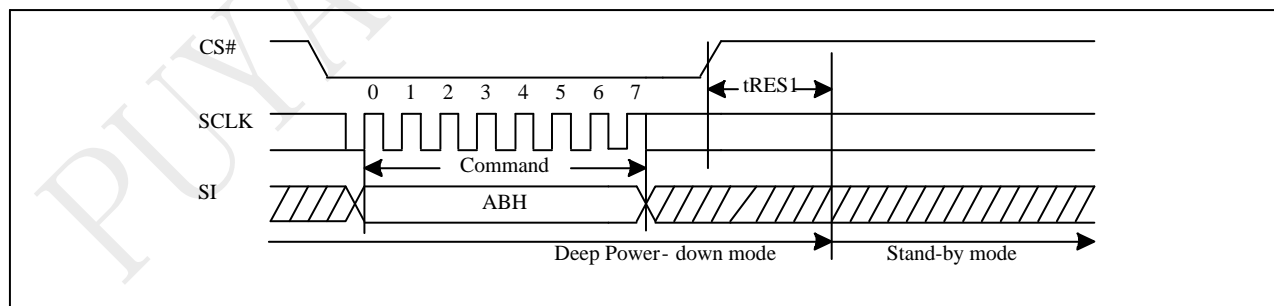 PUYA
CS#
tRES1
0 1 2 3 4 5 6 7
SCLK
Command
SI
ABH
Deep Power- down mode
Stand-by mode